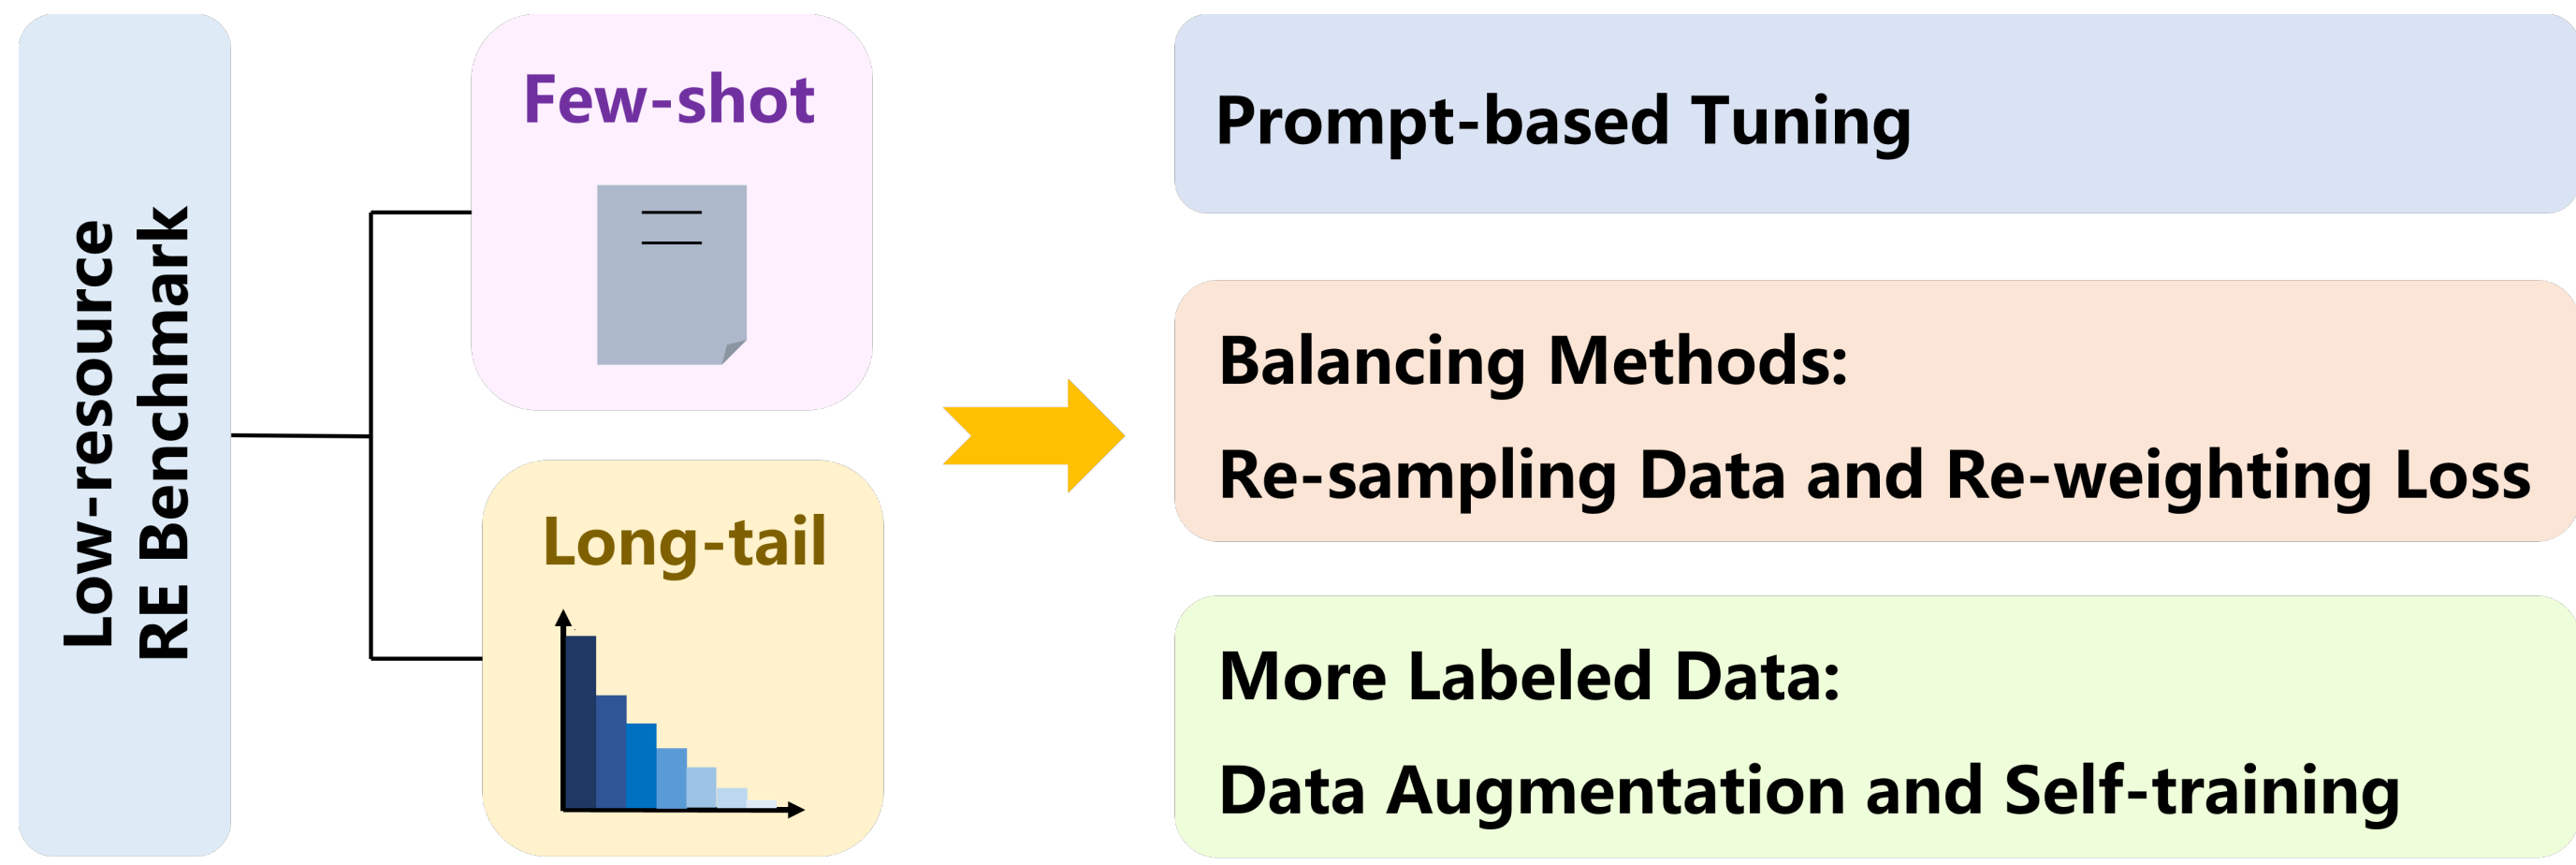 Low-resource
RE Benchmark
Few-shot
Long-tail
Prompt-based Tuning
Balancing Methods:
Re-sampling Data and Re-weighting Loss
More Labeled Data:
Data Augmentation and Self-training